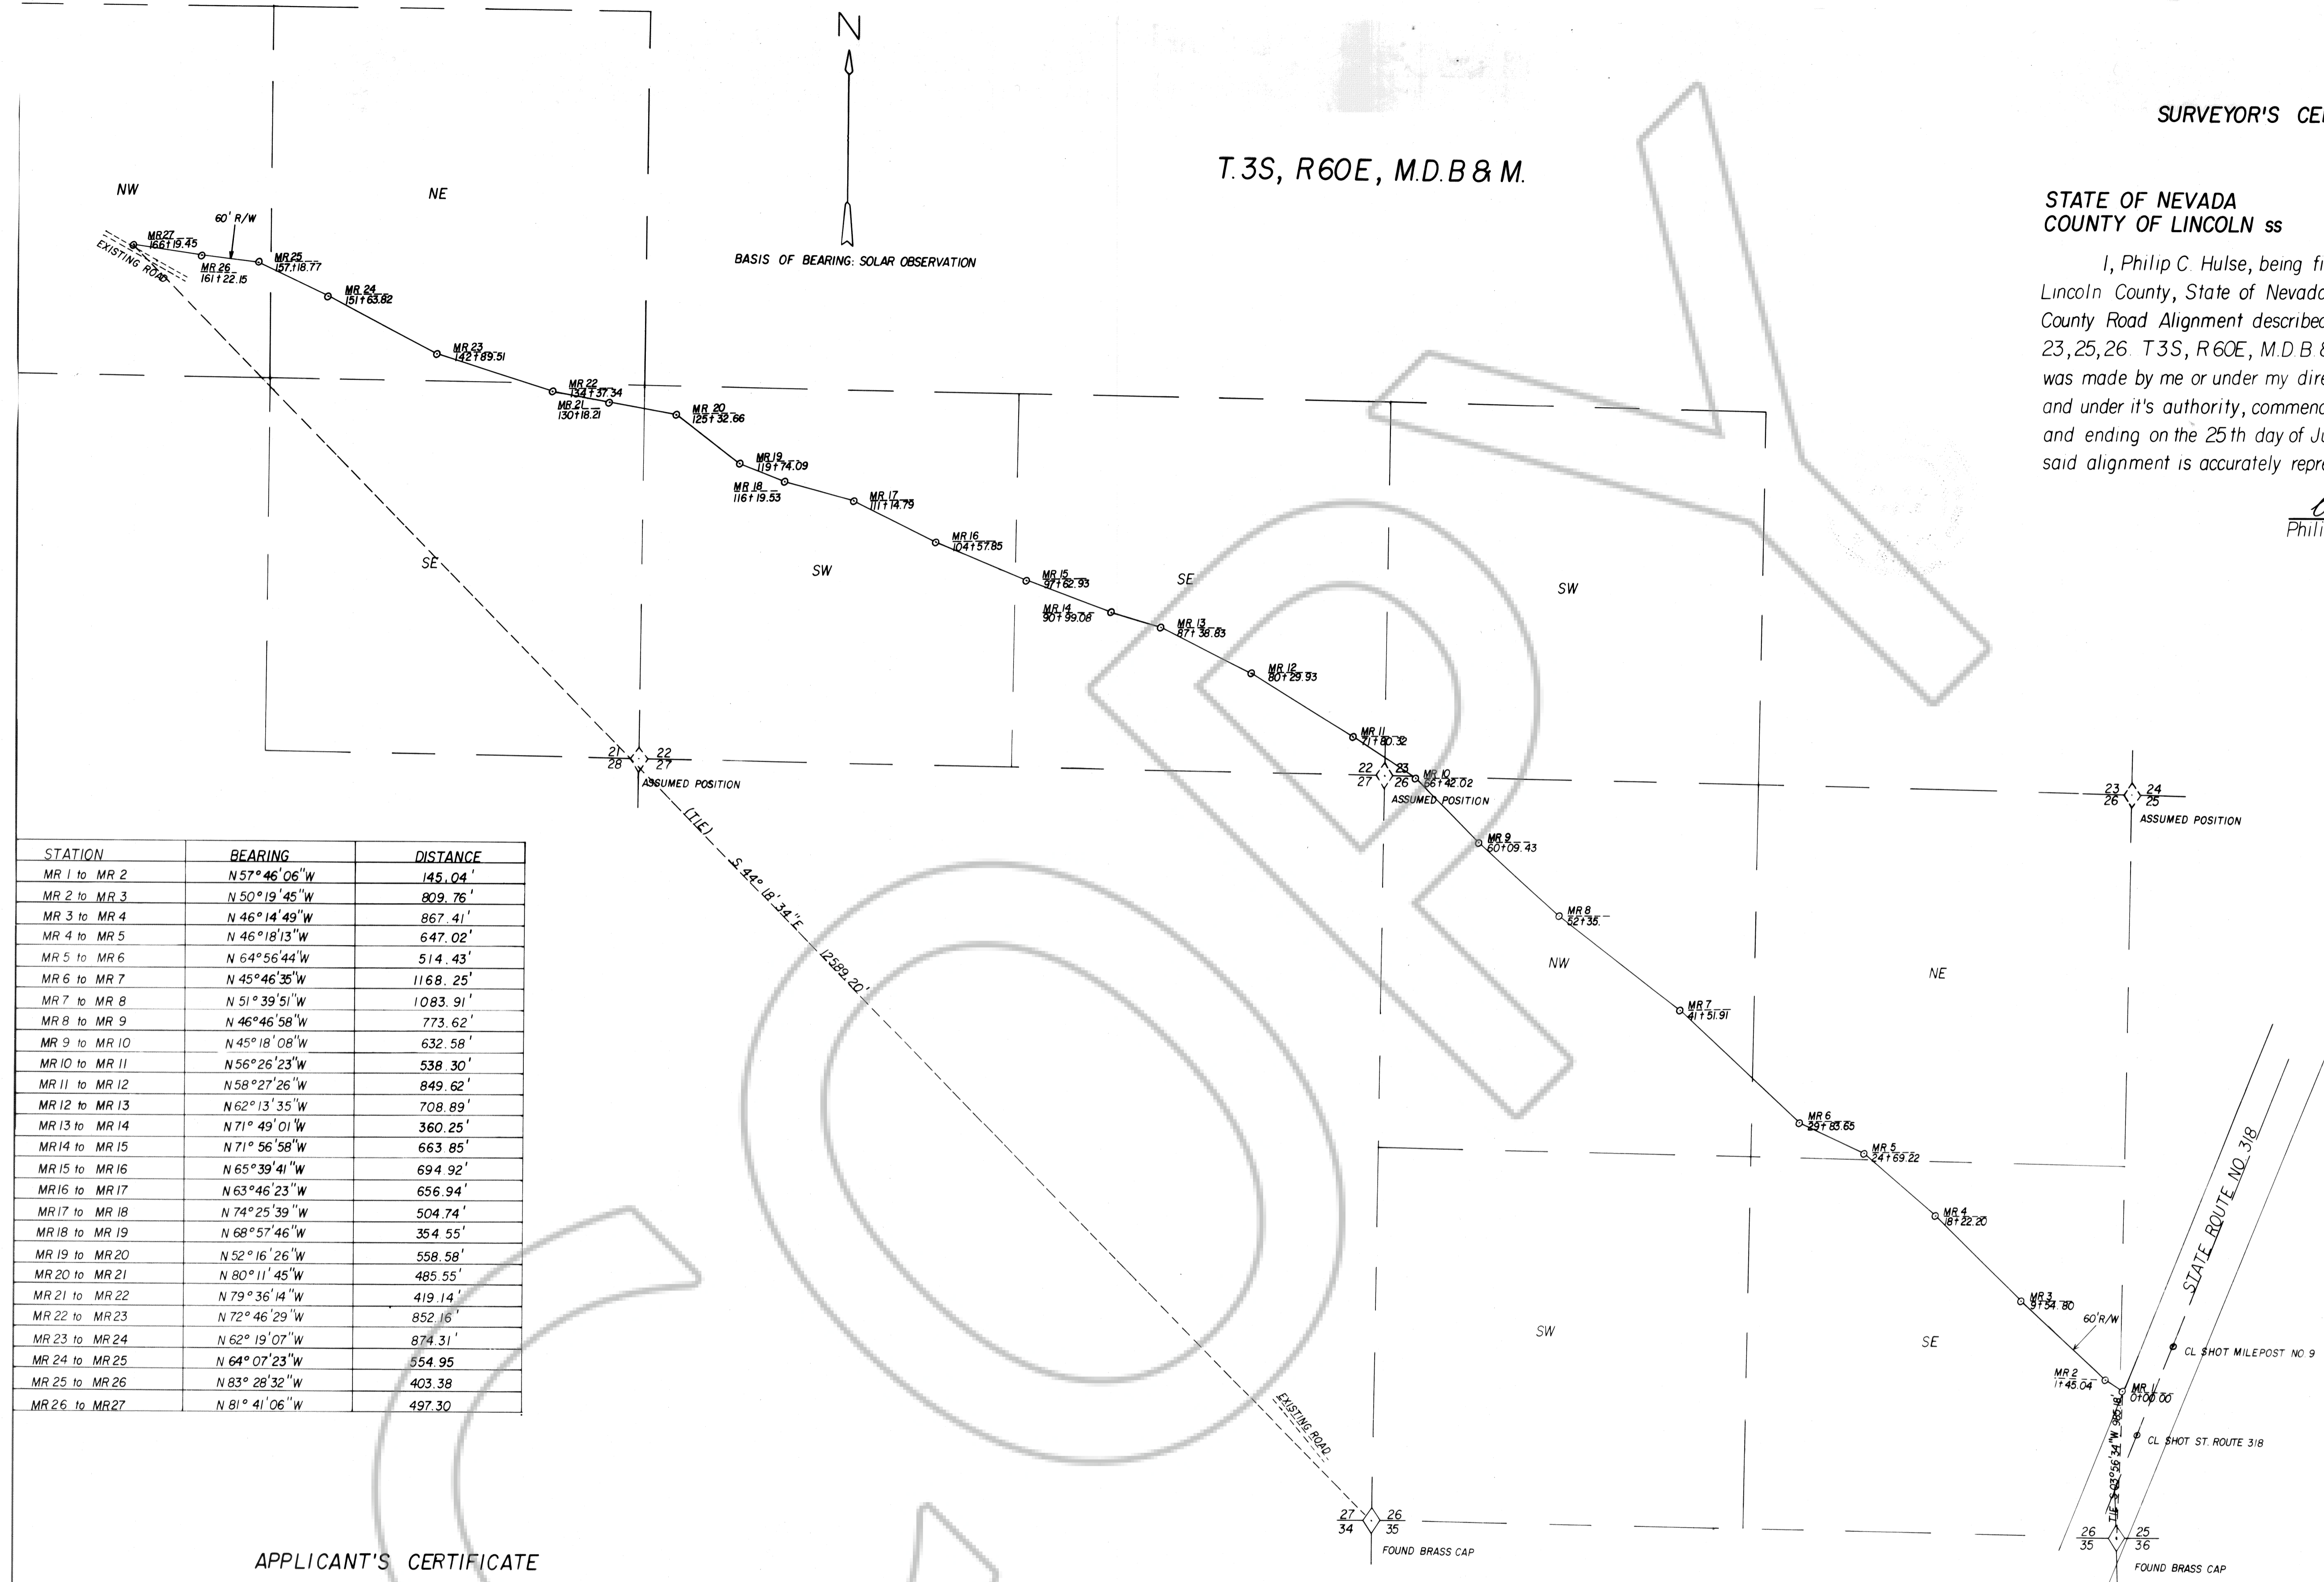 N
SURVEYOR'S
T. 3S, R 60E, M.D.B & M.
NW
NE
60' R/W
STATE OF NEVADA
COUNTY OF LINCOLN ss
BASIS OF BEARING: SOLAR OBSERVATION
I, Philip C. Hulse, being
Lincoln County, State of Nevada
County Road Alignment described
23, 25, 26. T3S, R60E, M.D.B.&
was made by me or under my
and under it's authority,
and ending on the 25th day of
said alignment is accurately
EXISTING ROAD
MR27
166+19.45
MR 26
161+22.15
MR25
157+18.77
MR 24
151+63.82
MR 23
142+89.51
MR 22
134+37.34
MR 21
130+18.21
MR 20
125+32.66
MR 19
119+74.09
MR 18
116+19.53
MR 17
111+14.79
MR 16
104+57.85
MR 15
97+62.93
MR 14
90+99.08
MR 13
87+38.83
MR 12
80+29.93
MR 11
71+80.32
MR 10
66+42.02
MR 9
60+09.43
MR 8
52+35.
MR 7
41+51.91
MR 6
29+83.65
MR 5
24+69.22
MR 4
18+22.20
MR 3
9+54.80
MR 2
1+45.04
MR 1
0+00.00
SE
SW
SE
SW
21 22
28 27
ASSUMED POSITION
22 23
27 26
ASSUMED POSITION
23 24
26 25
ASSUMED POSITION
NW
NE
(TIE)
S 44° 18' 34"E
12589.20'
STATION BEARING DISTANCE
MR 1 to MR 2 N 57° 46' 06"W 145.04'
MR 2 to MR 3 N 50° 19' 45"W 809.76'
MR 3 to MR 4 N 46° 14' 49"W 867.41'
MR 4 to MR 5 N 46° 18' 13"W 647.02'
MR 5 to MR 6 N 64° 56' 44"W 514.43'
MR 6 to MR 7 N 45° 46' 35"W 1168.25'
MR 7 to MR 8 N 51° 39' 51"W 1083.91'
MR 8 to MR 9 N 46° 46' 58"W 773.62'
MR 9 to MR 10 N 45° 18' 08"W 632.58'
MR 10 to MR 11 N 56° 26' 23"W 538.30'
MR 11 to MR 12 N 58° 27' 26"W 849.62'
MR 12 to MR 13 N 62° 13' 35"W 708.89'
MR 13 to MR 14 N 71° 49' 01"W 360.25'
MR 14 to MR 15 N 71° 56' 58"W 663.85'
MR 15 to MR 16 N 65° 39' 41"W 694.92'
MR 16 to MR 17 N 63° 46' 23"W 656.94'
MR 17 to MR 18 N 74° 25' 39"W 504.74'
MR 18 to MR 19 N 68° 57' 46"W 354.55'
MR 19 to MR 20 N 52° 16' 26"W 558.58'
MR 20 to MR 21 N 80° 11' 45"W 485.55'
MR 21 to MR 22 N 79° 36' 14"W 419.14'
MR 22 to MR 23 N 72° 46' 29"W 852.16'
MR 23 to MR 24 N 62° 19' 07"W 874.31'
MR 24 to MR 25 N 64° 07' 23"W 554.95
MR 25 to MR 26 N 83° 28' 32"W 403.38
MR 26 to MR 27 N 81° 41' 06"W 497.30
STATE ROUTE NO. 318
60'R/W
SW
SE
CL SHOT MILEPOST NO. 9
CL SHOT ST. ROUTE 318
TIE S 03° 56' 34"W 985.18'
EXISTING ROAD
27 26
34 35
FOUND BRASS CAP
26 25
35 36
FOUND BRASS CAP
APPLICANT'S CERTIFICATE
COPY